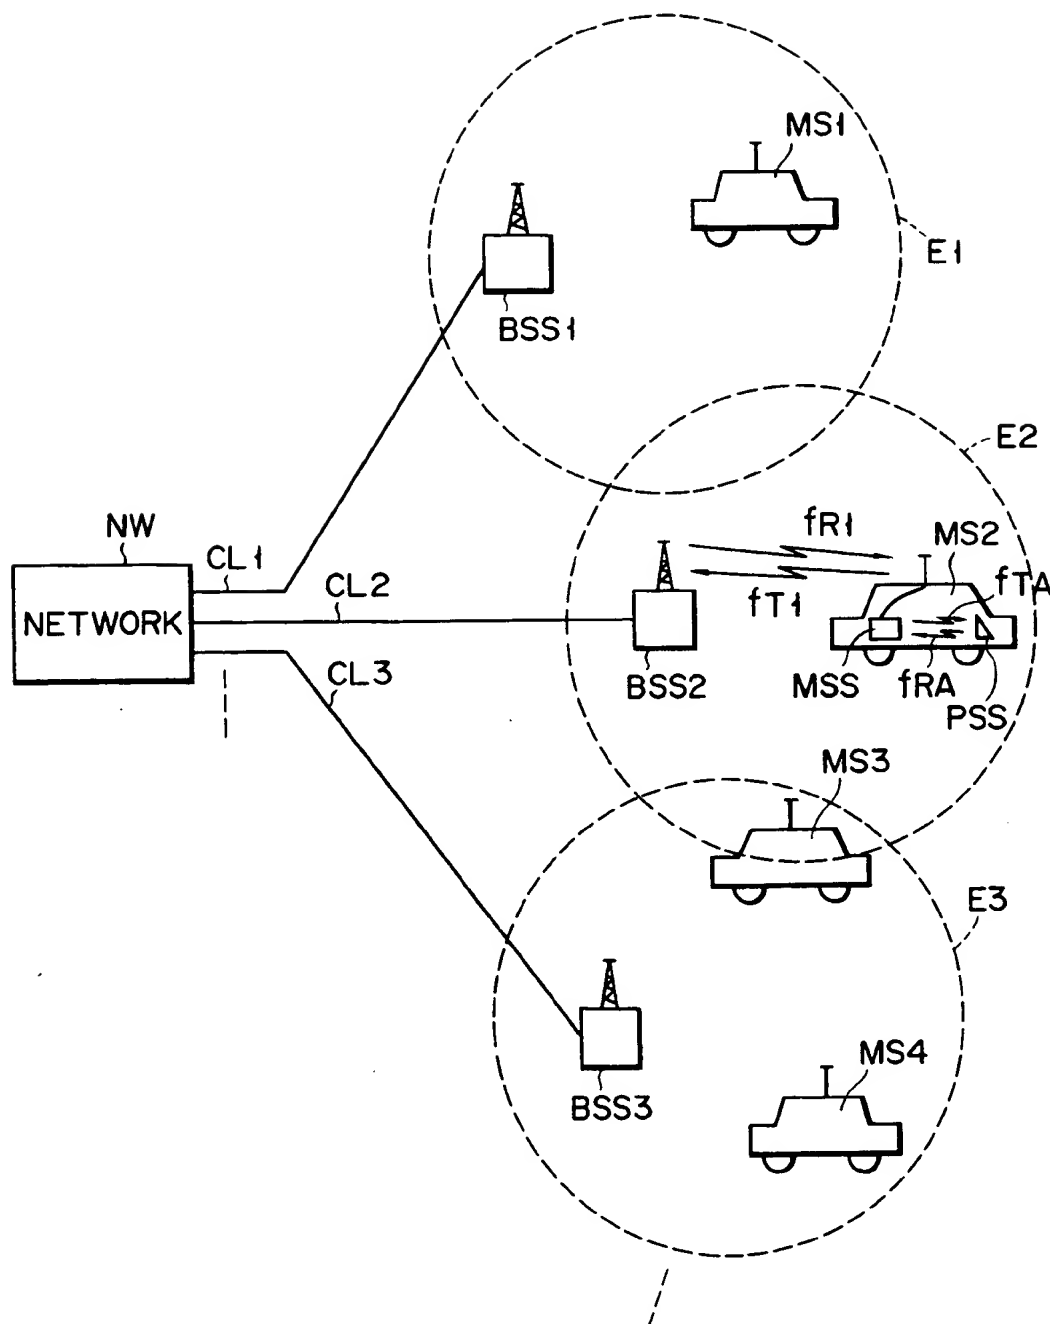 MS1
E1
BSS1
E2
NW
fR1
MS2
CL1
CL2
fT1
fTA
NETWORK
MSS
fRA
BSS2
PSS
CL3
MS3
E3
MS4
BSS3